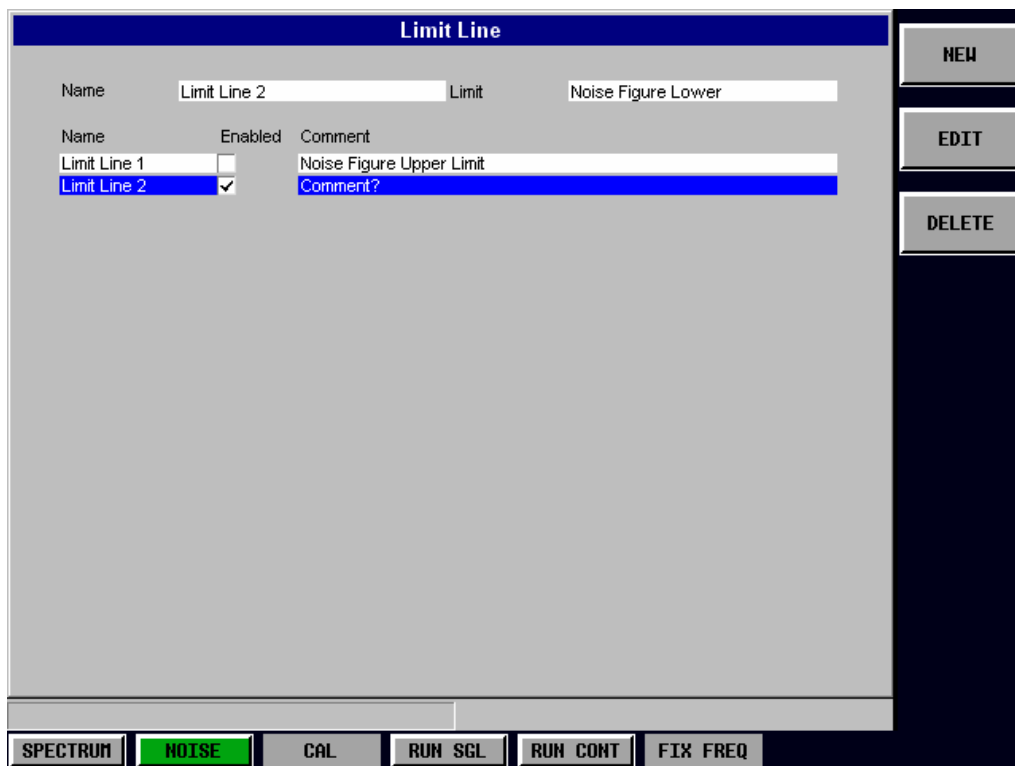 Limit Line
Name Limit Line 2 Limit Noise Figure Lower
Name Enabled Comment
Limit Line 1 Noise Figure Upper Limit
Limit Line 2 Comment?
NEW
EDIT
DELETE
SPECTRUM NOISE CAL RUN SGL RUN CONT FIX FREQ